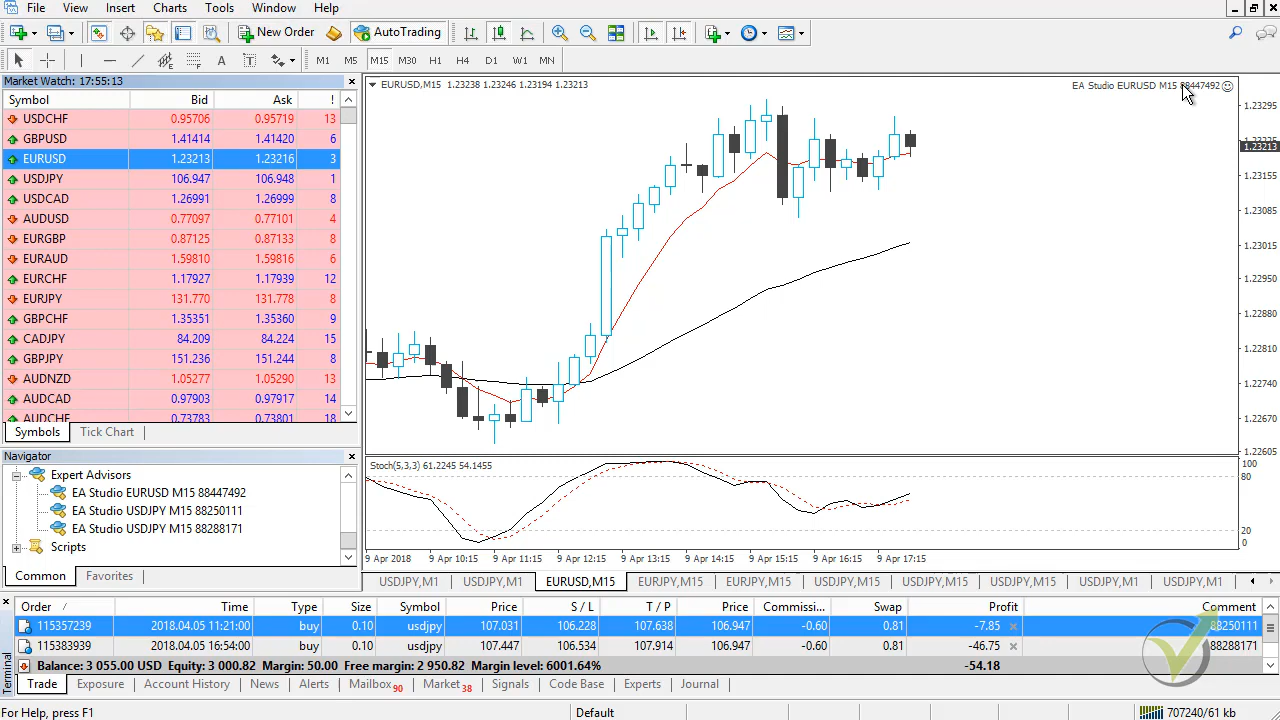 File View Insert Charts Tools Window Help
New Order AutoTrading
A T M1 M5 M15 M30 H1 H4 D1 W1 MN
Market Watch: 17:55:13
Symbol Bid Ask !
USDCHF 0.95706 0.95719 13
GBPUSD 1.41414 1.41420 6
EURUSD 1.23213 1.23216 3
USDJPY 106.947 106.948 1
USDCAD 1.26991 1.26999 8
AUDUSD 0.77097 0.77101 4
EURGBP 0.87125 0.87133 8
EURAUD 1.59810 1.59816 6
EURCHF 1.17927 1.17939 12
EURJPY 131.770 131.778 8
GBPCHF 1.35351 1.35360 9
CADJPY 84.209 84.224 15
GBPJPY 151.236 151.244 8
AUDNZD 1.05277 1.05290 13
AUDCAD 0.97903 0.97917 14
AUDCHF 0.73783 0.73801 18
Symbols Tick Chart
Navigator
Expert Advisors
EA Studio EURUSD M15 88447492
EA Studio USDJPY M15 88250111
EA Studio USDJPY M15 88288171
Scripts
Common Favorites
EURUSD,M15 1.23238 1.23246 1.23194 1.23213
EA Studio EURUSD M15 88447492
1.23295
1.23213
1.23155
1.23085
1.23015
1.22950
1.22880
1.22810
1.22740
1.22670
1.22605
Stoch(5,3,3) 61.2245 54.1455
100
80
20
0
9 Apr 2018 9 Apr 10:15 9 Apr 11:15 9 Apr 12:15 9 Apr 13:15 9 Apr 14:15 9 Apr 15:15 9 Apr 16:15 9 Apr 17:15
USDJPY,M1 USDJPY,M1 EURUSD,M15 EURJPY,M15 EURJPY,M15 USDJPY,M15 USDJPY,M15 USDJPY,M15 USDJPY,M1 USDJPY,M1
Order / Time Type Size Symbol Price S / L T / P Price Commissi... Swap Profit Comment
115357239 2018.04.05 11:21:00 buy 0.10 usdjpy 107.031 106.228 107.638 106.947 -0.60 0.81 -7.85 88250111
115383939 2018.04.05 16:54:00 buy 0.10 usdjpy 107.447 106.534 107.914 106.947 -0.60 0.81 -46.75 88288171
Balance: 3 055.00 USD Equity: 3 000.82 Margin: 50.00 Free margin: 2 950.82 Margin level: 6001.64% -54.18
Terminal
Trade Exposure Account History News Alerts Mailbox 90 Market 38 Signals Code Base Experts Journal
For Help, press F1 Default 707240/61 kb